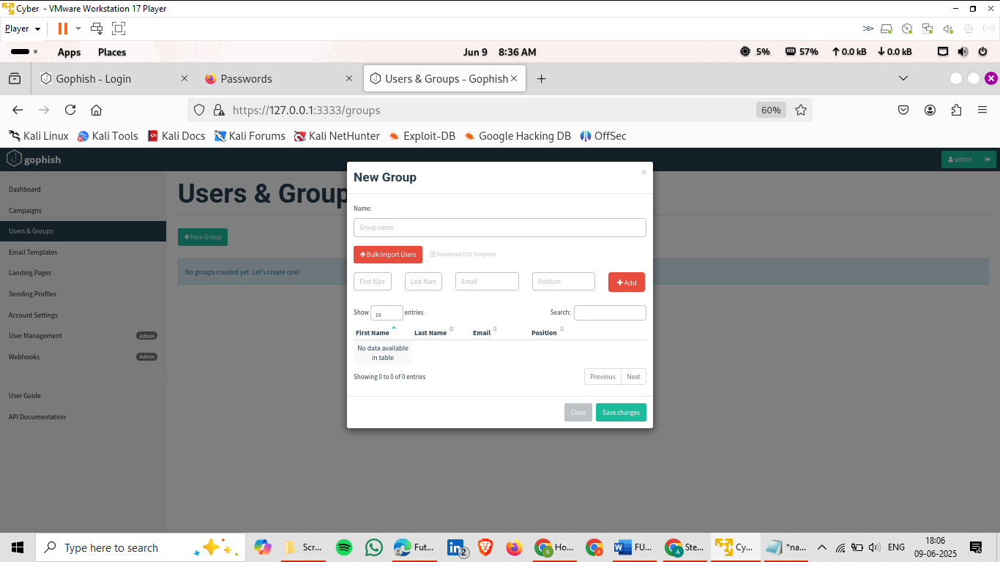 Cyber - VMware Workstation 17 Player
Player
Apps Places Jun 9 8:36 AM 5% 57% 0.0 kB 0.0 kB
Gophish - Login Passwords Users & Groups - Gophish
https://127.0.0.1:3333/groups 60%
Kali Linux Kali Tools Kali Docs Kali Forums Kali NetHunter Exploit-DB Google Hacking DB OffSec
gophish admin
Dashboard
Campaigns
Users & Groups
Email Templates
Landing Pages
Sending Profiles
Account Settings
User Management Admin
Webhooks Admin
User Guide
API Documentation
Users & Group
New Group
No groups created yet. Let's create one!
New Group ×
Name:
Group name
Bulk Import Users Download CSV Template
First Nam Last Nam Email Position Add
Show 10 entries Search:
First Name Last Name Email Position
No data available
in table
Showing 0 to 0 of 0 entries Previous Next
Close Save changes
Type here to search Scr... Fut... 2 Ho... FU... Ste... Cy... *na... ENG 18:06
09-06-2025